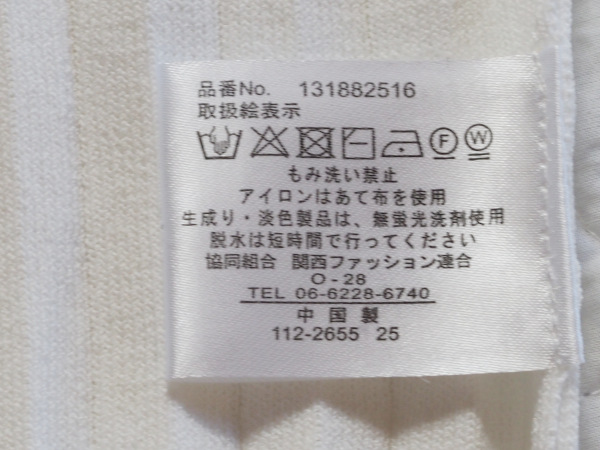 品番No. 131882516
取扱絵表示
F W
もみ洗い禁止
アイロンはあて布を使用
生成り・淡色製品は、無蛍光洗剤使用
脱水は短時間で行ってください
協同組合 関西ファッション連合
O-28
TEL 06-6228-6740
中国製
112-2655 25